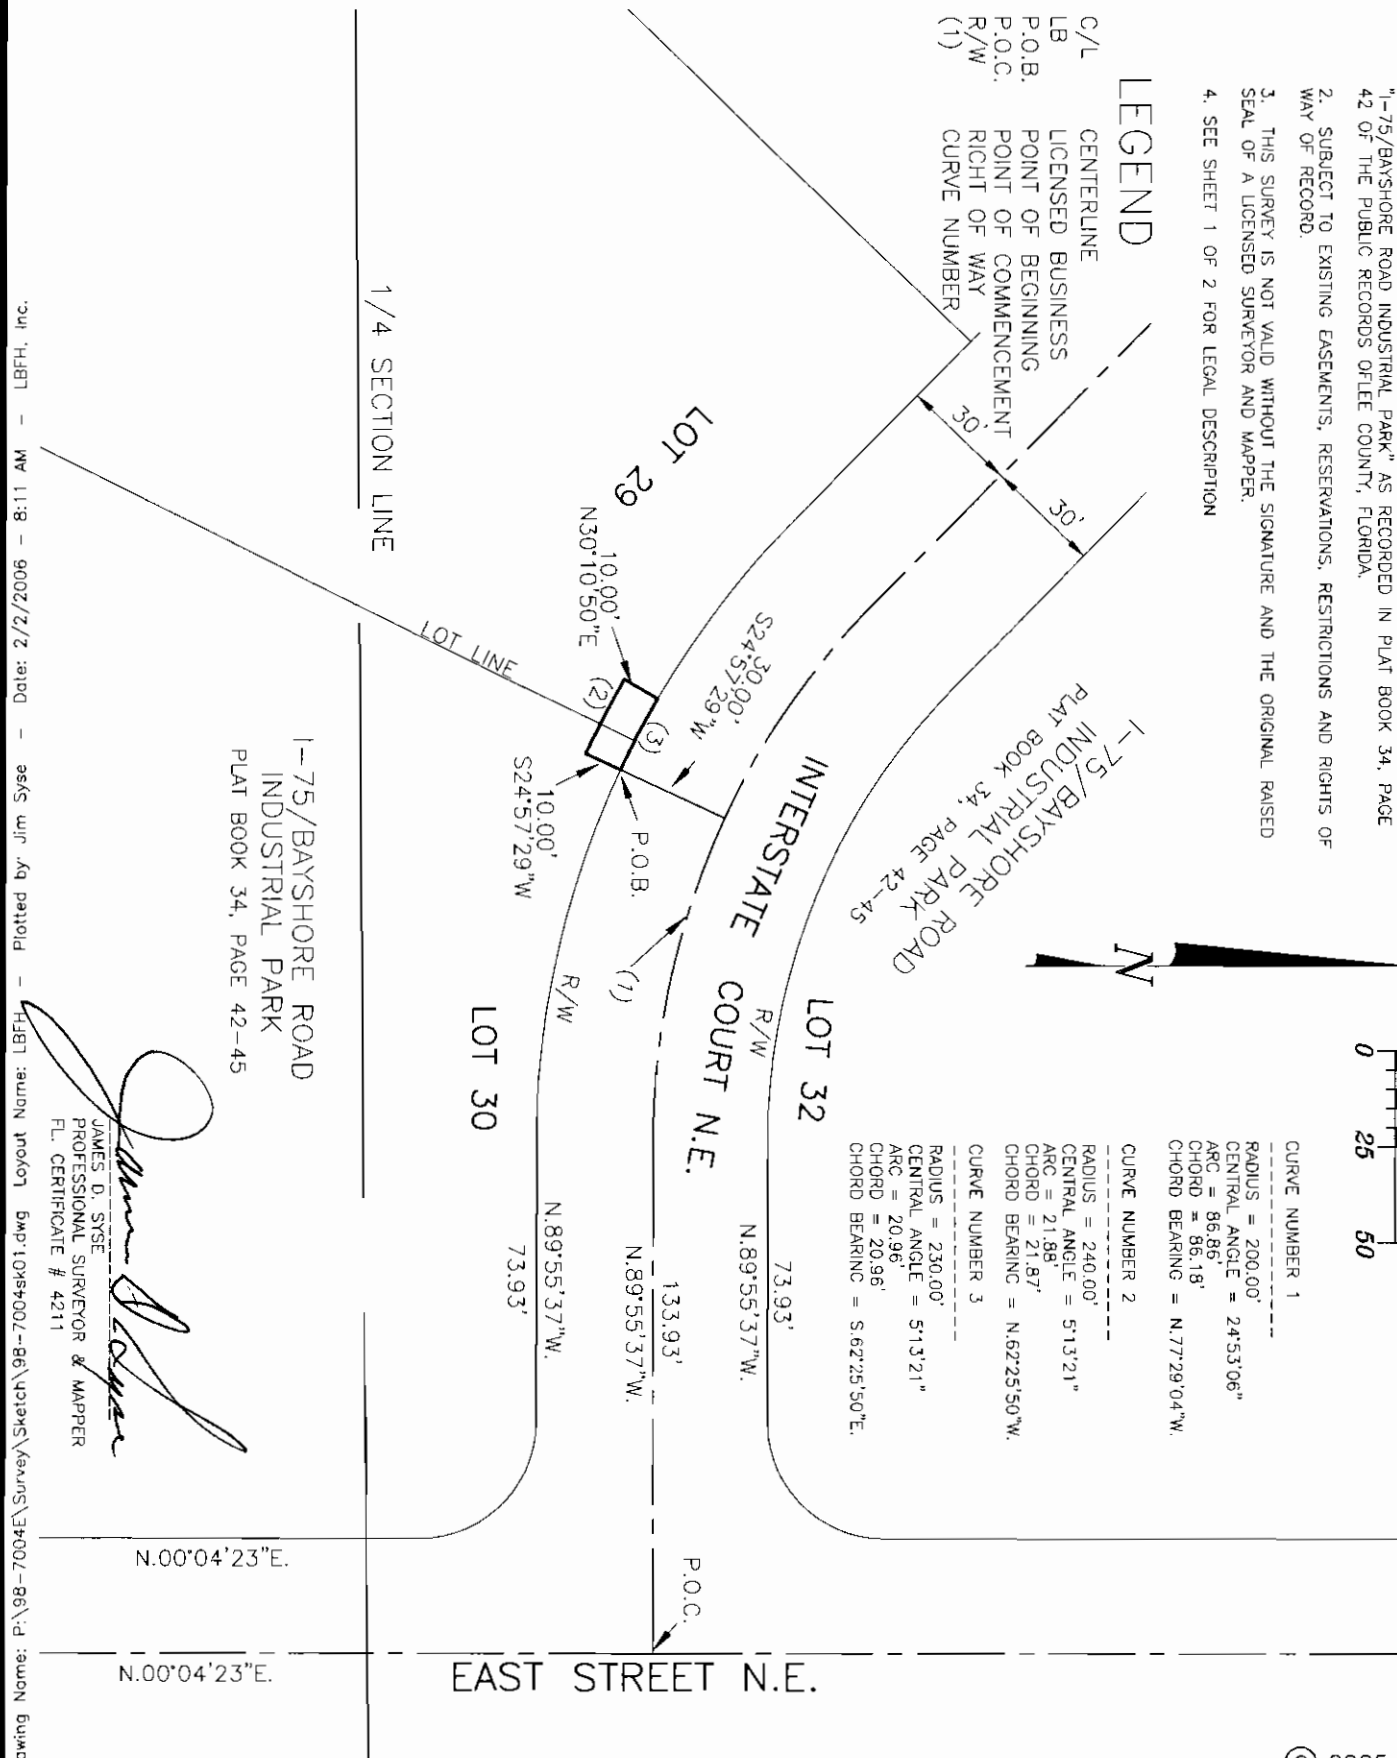 "I-75/BAYSHORE ROAD INDUSTRIAL PARK" AS RECORDED IN PLAT BOOK 34, PAGE
42 OF THE PUBLIC RECORDS OFLEE COUNTY, FLORIDA.
2. SUBJECT TO EXISTING EASEMENTS, RESERVATIONS, RESTRICTIONS AND RIGHTS OF
WAY OF RECORD.
3. THIS SURVEY IS NOT VALID WITHOUT THE SIGNATURE AND THE ORIGINAL RAISED
SEAL OF A LICENSED SURVEYOR AND MAPPER.
4. SEE SHEET 1 OF 2 FOR LEGAL DESCRIPTION
LEGEND
C/L CENTERLINE
LB LICENSED BUSINESS
P.O.B. POINT OF BEGINNING
P.O.C. POINT OF COMMENCEMENT
R/W RICHT OF WAY
(1) CURVE NUMBER
0 25 50
N
CURVE NUMBER 1
RADIUS = 200.00'
CENTRAL ANGLE = 24°53'06"
ARC = 86.86'
CHORD = 86.18'
CHORD BEARING = N.77°29'04"W.
CURVE NUMBER 2
RADIUS = 240.00'
CENTRAL ANGLE = 5°13'21"
ARC = 21.88'
CHORD = 21.87'
CHORD BEARING = N.62°25'50"W.
CURVE NUMBER 3
RADIUS = 230.00'
CENTRAL ANGLE = 5°13'21"
ARC = 20.96'
CHORD = 20.96'
CHORD BEARING = S.62°25'50"E.
30'
30'
I-75/BAYSHORE ROAD
INDUSTRIAL PARK
PLAT BOOK 34, PAGE 42-45
LOT 32
R/W
INTERSTATE COURT N.E.
LOT 29
10.00'
N30°10'50"E
30.00'
S24°57'29"W
(2)
(3)
LOT LINE
P.O.B.
10.00'
S24°57'29"W
(1)
R/W
LOT 30
73.93'
N.89°55'37"W.
133.93'
N.89°55'37"W.
N.89°55'37"W.
73.93'
P.O.C.
1/4 SECTION LINE
I-75/BAYSHORE ROAD
INDUSTRIAL PARK
PLAT BOOK 34, PAGE 42-45
N.00°04'23"E.
N.00°04'23"E.
EAST STREET N.E.
JAMES D. SYSE
PROFESSIONAL SURVEYOR & MAPPER
FL. CERTIFICATE # 4211
awing Name: P:\98-7004E\Survey\Sketch\98-7004sk01.dwg Layout Name: LBFH - Plotted by Jim Syse - Date: 2/2/2006 - 8:11 AM - LBFH, Inc.